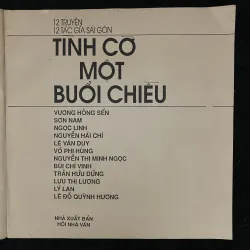 12 TRUYỆN
12 TÁC GIẢ SÀI GÒN
TÌNH CỜ
MỘT
BUỔI CHIỀU
VƯƠNG HỒNG SẾN
SƠN NAM
NGỌC LINH
NGUYỄN HẢI CHÍ
LÊ VĂN DUY
VÕ PHI HÙNG
NGUYỄN THỊ MINH NGỌC
BÙI CHÍ VINH
TRẦN HỮU DŨNG
LƯU THỊ LƯƠNG
LÝ LAN
LÊ ĐỖ QUỲNH HƯƠNG
NHÀ XUẤT BẢN
HỘI NHÀ VĂN